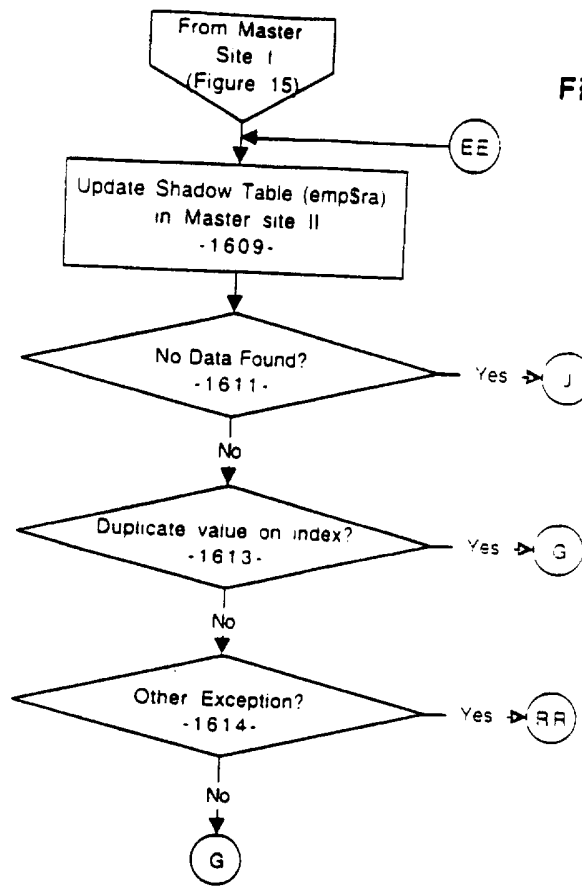 From Master
Site I
(Figure 15)
EE
Update Shadow Table (emp$ra)
in Master site II
-1609-
No Data Found?
-1611-
Yes
J
No
Duplicate value on index?
-1613-
Yes
G
No
Other Exception?
-1614-
Yes
RR
No
G